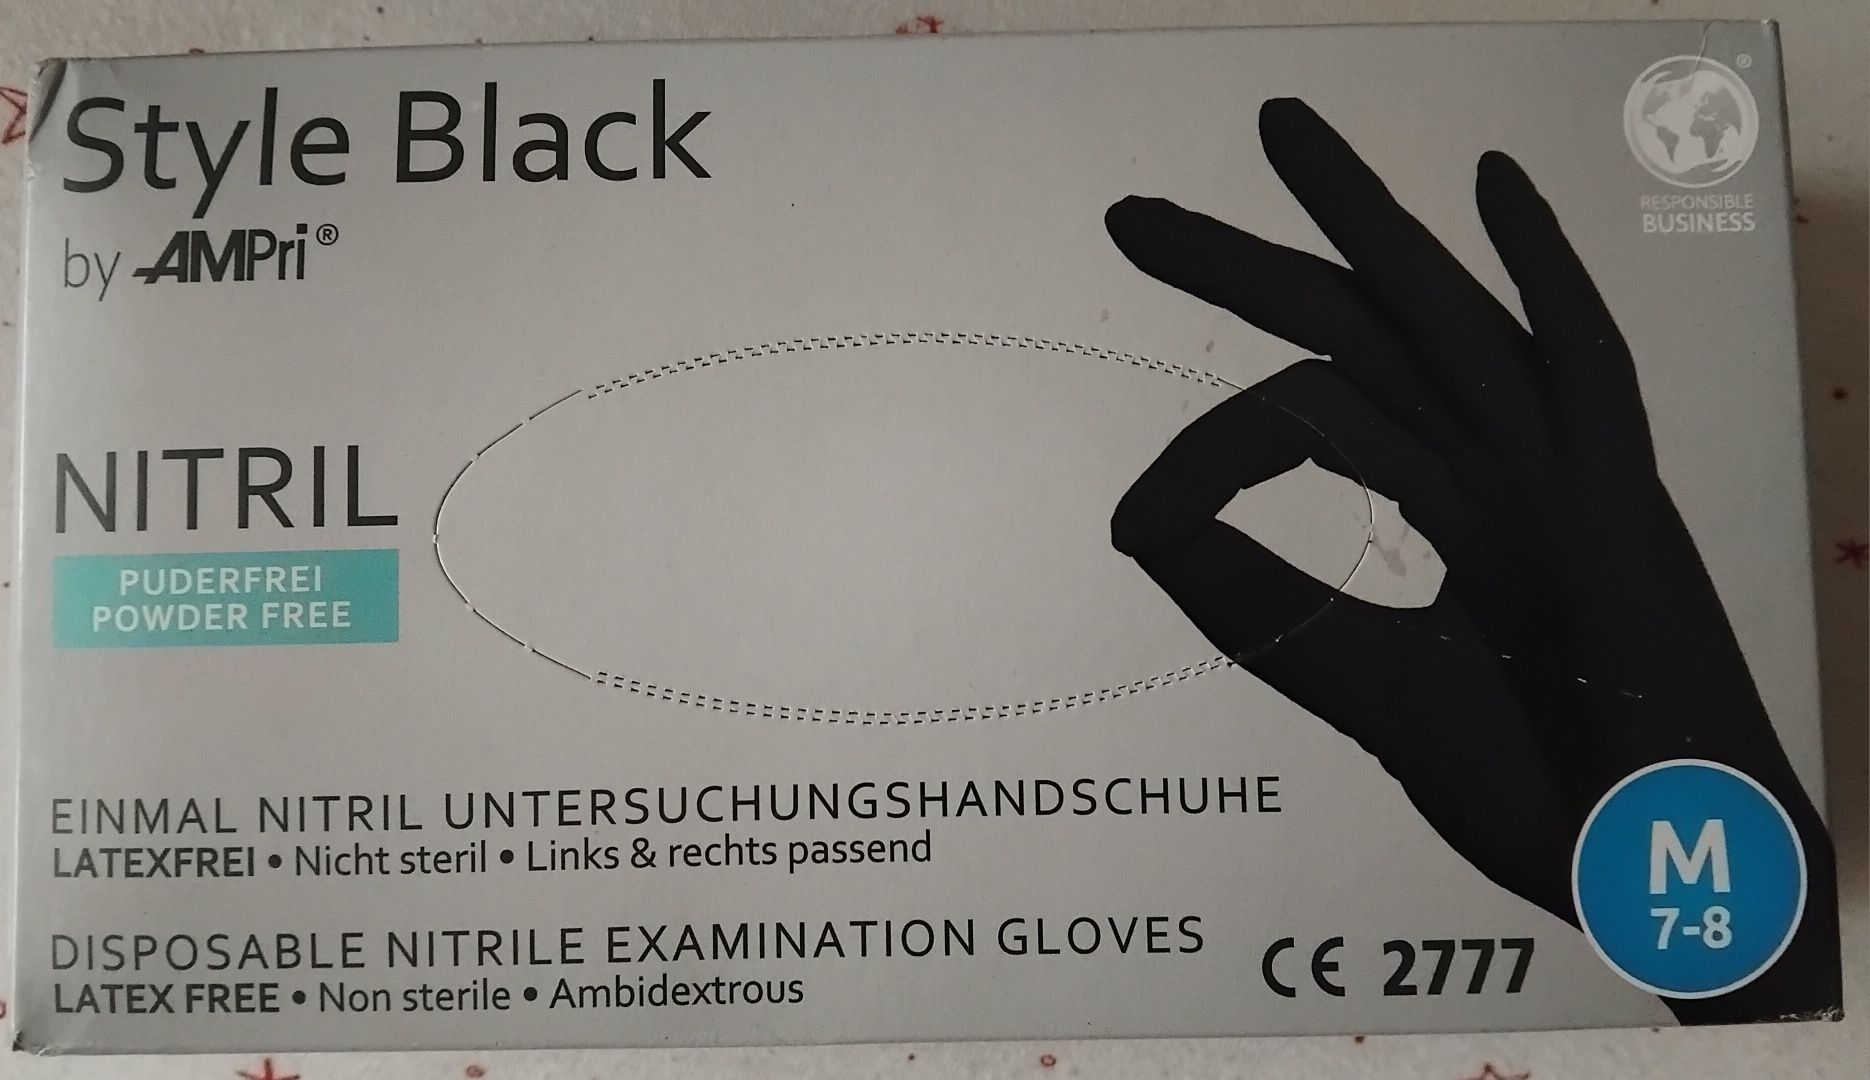 Style Black
by AMPri®
®
RESPONSIBLE
BUSINESS
NITRIL
PUDERFREI
POWDER FREE
EINMAL NITRIL UNTERSUCHUNGSHANDSCHUHE
LATEXFREI • Nicht steril • Links & rechts passend
DISPOSABLE NITRILE EXAMINATION GLOVES
LATEX FREE • Non sterile • Ambidextrous
CE 2777
M
7-8